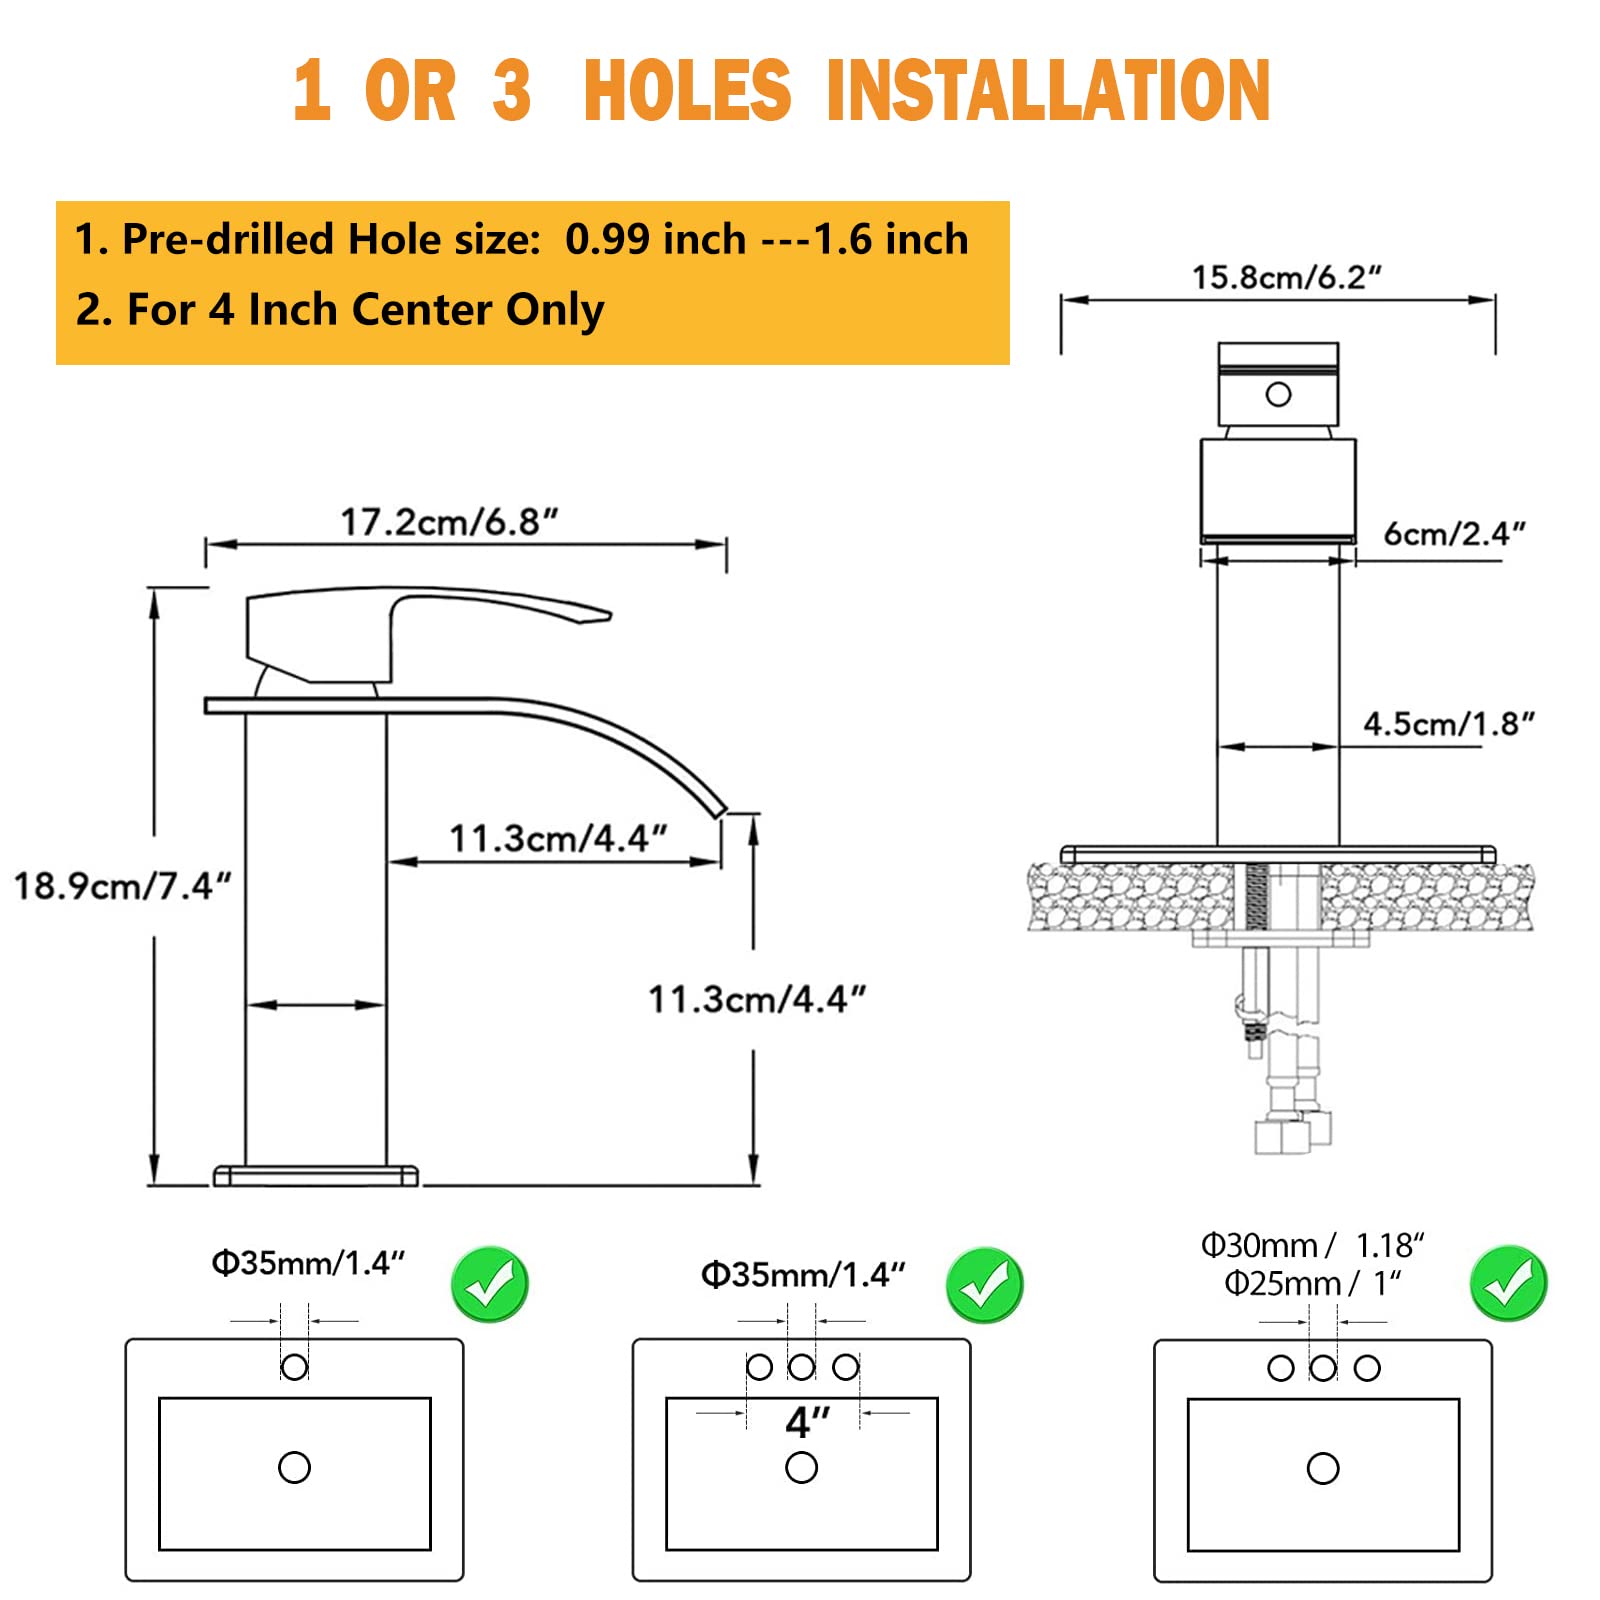 1 OR 3 HOLES INSTALLATION
1. Pre-drilled Hole size: 0.99 inch ---1.6 inch
2. For 4 Inch Center Only
15.8cm/6.2”
17.2cm/6.8”
6cm/2.4”
4.5cm/1.8”
11.3cm/4.4”
18.9cm/7.4”
11.3cm/4.4”
Φ35mm/1.4“
Φ35mm/1.4“
4”
Φ30mm / 1.18“
Φ25mm / 1“